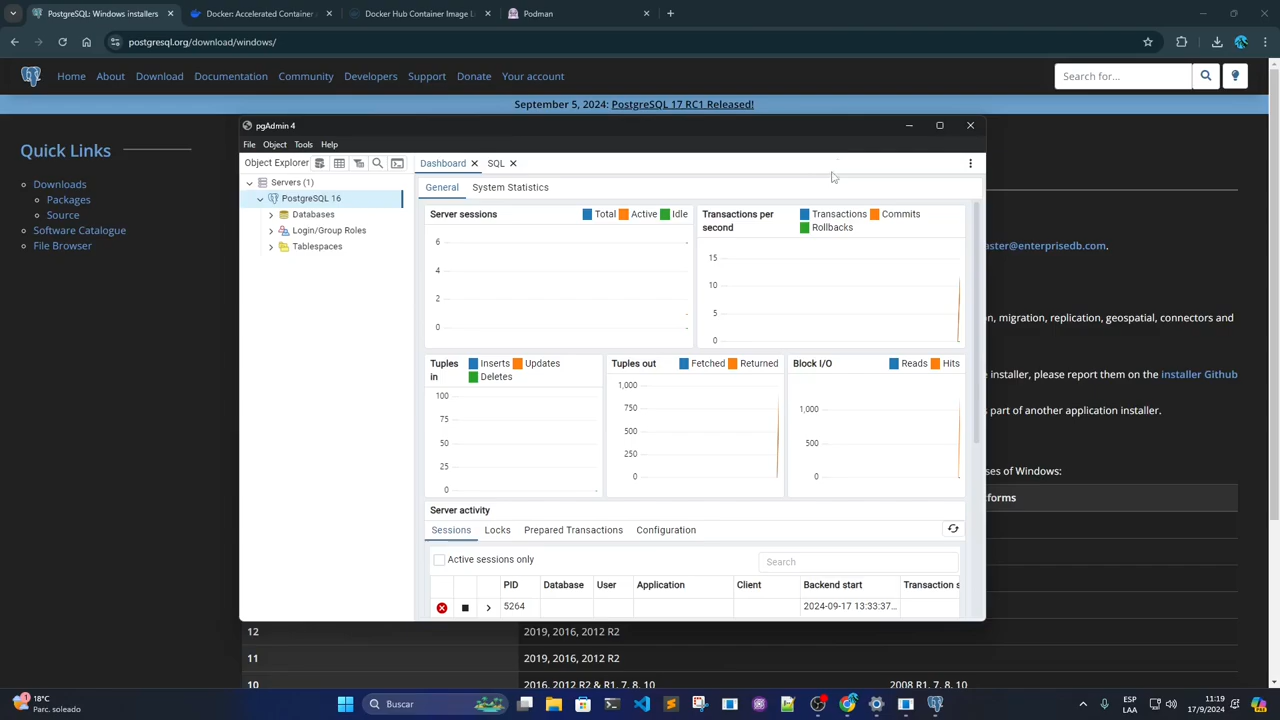 PostgreSQL: Windows installers
Docker: Accelerated Container
Docker Hub Container Image L
Podman
postgresql.org/download/windows/
Home About Download Documentation Community Developers Support Donate Your account
Search for...
September 5, 2024: PostgreSQL 17 RC1 Released!
Quick Links
Downloads
Packages
Source
Software Catalogue
File Browser
pgAdmin 4
File Object Tools Help
Object Explorer
Dashboard
SQL
Servers (1)
PostgreSQL 16
Databases
Login/Group Roles
Tablespaces
General System Statistics
Server sessions
Total Active Idle
6
4
2
0
Transactions per second
Transactions Commits
Rollbacks
15
10
5
0
Tuples in
Inserts Updates
Deletes
100
75
50
25
0
Tuples out
Fetched Returned
1,000
750
500
250
0
Block I/O
Reads Hits
1,000
500
0
Server activity
Sessions Locks Prepared Transactions Configuration
Active sessions only
Search
PID Database User Application Client Backend start Transaction s
5264 2024-09-17 13:33:37...
aster@enterprisedb.com.
n, migration, replication, geospatial, connectors and
e installer, please report them on the installer Github
s part of another application installer.
ses of Windows:
forms
12 2019, 2016, 2012 R2
11 2019, 2016, 2012 R2
10 2016, 2012 R2 & R1, 7, 8, 10 2008 R1, 7, 8, 10
18°C
Parc. soleado
Buscar
ESP
LAA
11:19
17/9/2024